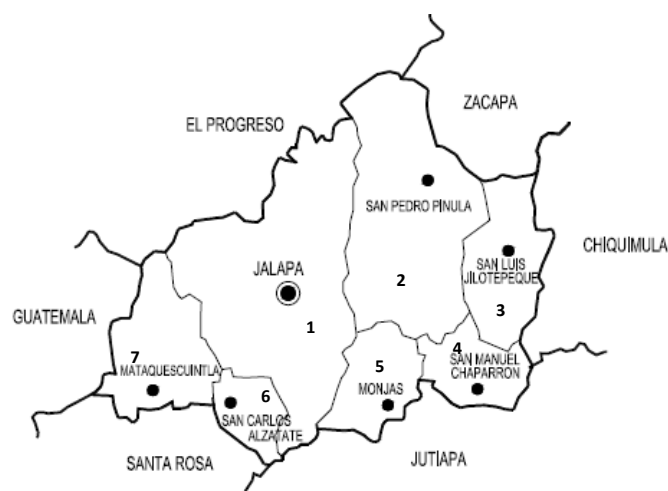 ZACAPA
EL PROGRESO
SAN PEDRO PINULA
CHIQUIMULA
SAN LUIS
JILOTEPEQUE
JALAPA
2
3
GUATEMALA
1
4
7
MATAQUESCUINTLA
SAN MANUEL
CHAPARRON
5
MONJAS
6
SAN CARLOS
ALZATATE
SANTA ROSA
JUTIAPA